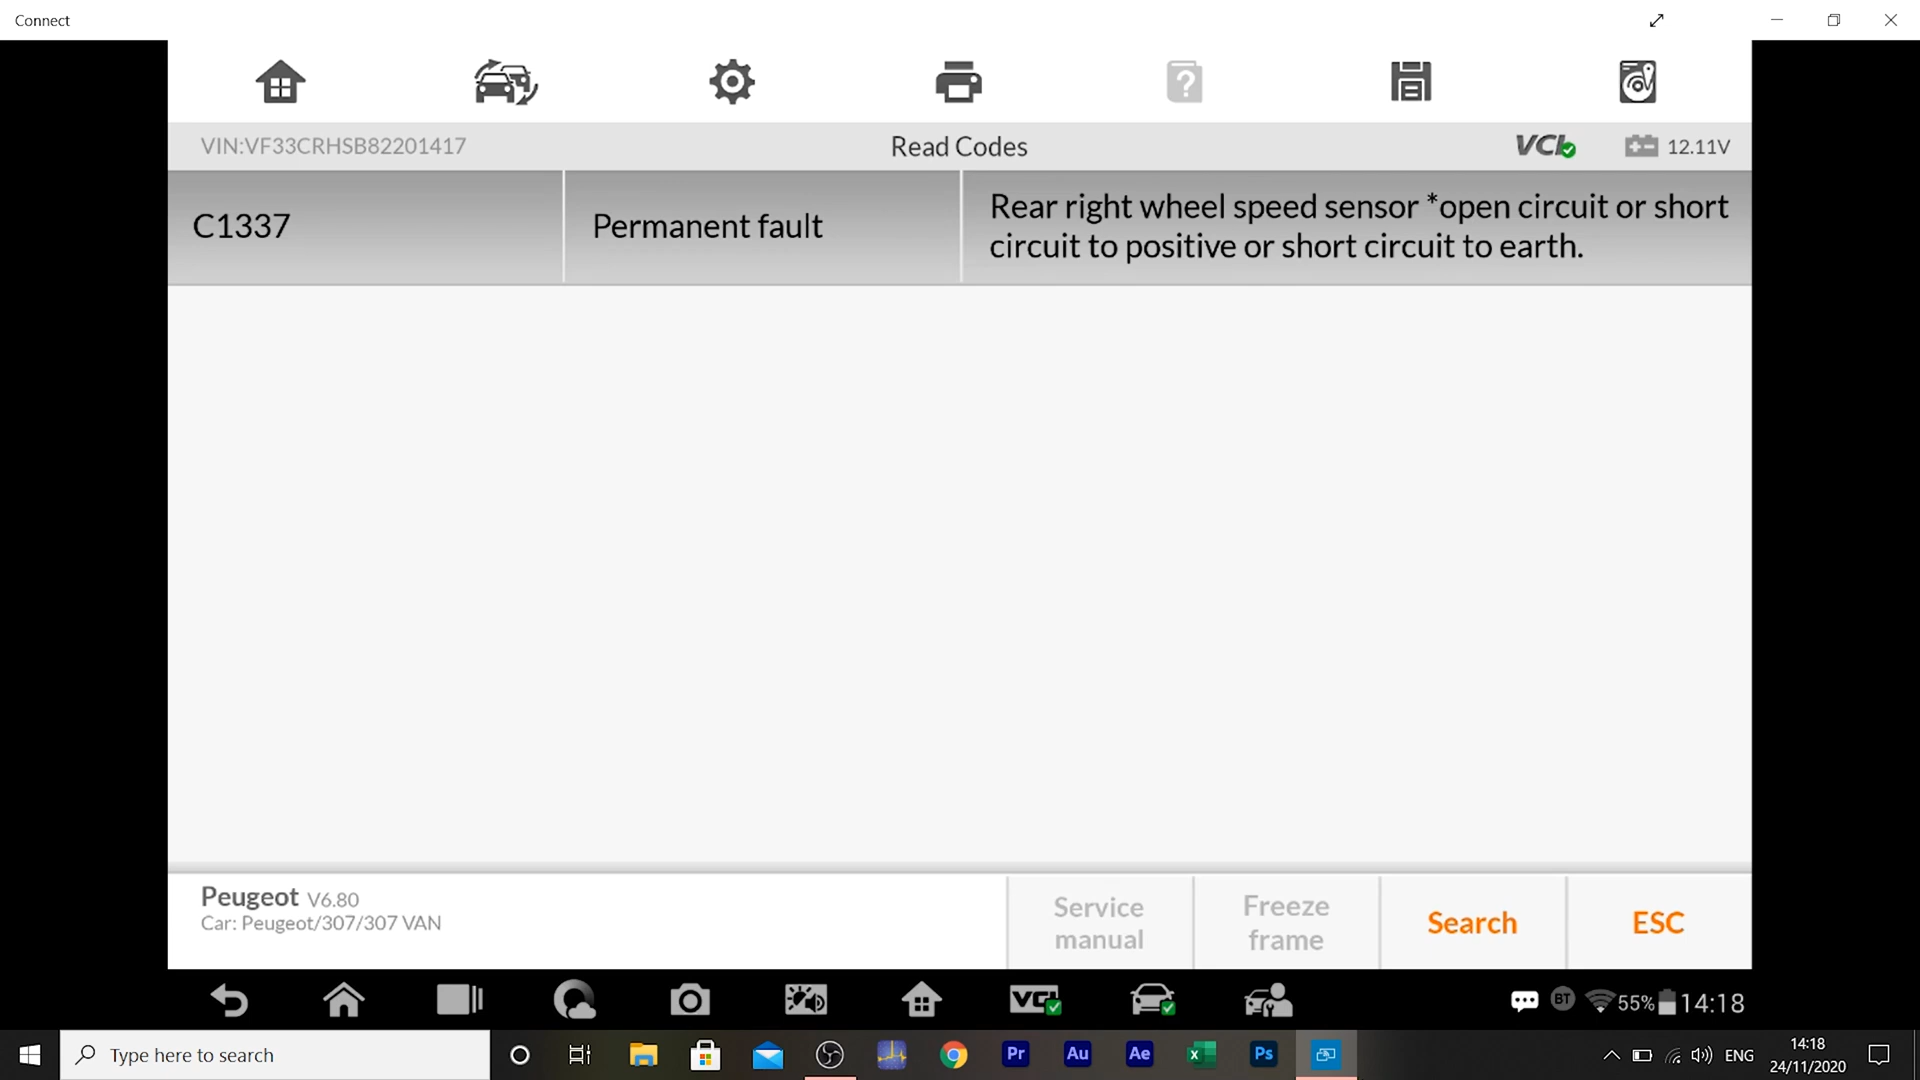 Connect
VIN:VF33CRHSB82201417
Read Codes
VCI
12.11V
C1337
Permanent fault
Rear right wheel speed sensor *open circuit or short
circuit to positive or short circuit to earth.
Peugeot V6.80
Car: Peugeot/307/307 VAN
Service
manual
Freeze
frame
Search
ESC
VCI
BT
55%
14:18
Type here to search
Pr
Au
Ae
Ps
ENG
14:18
24/11/2020